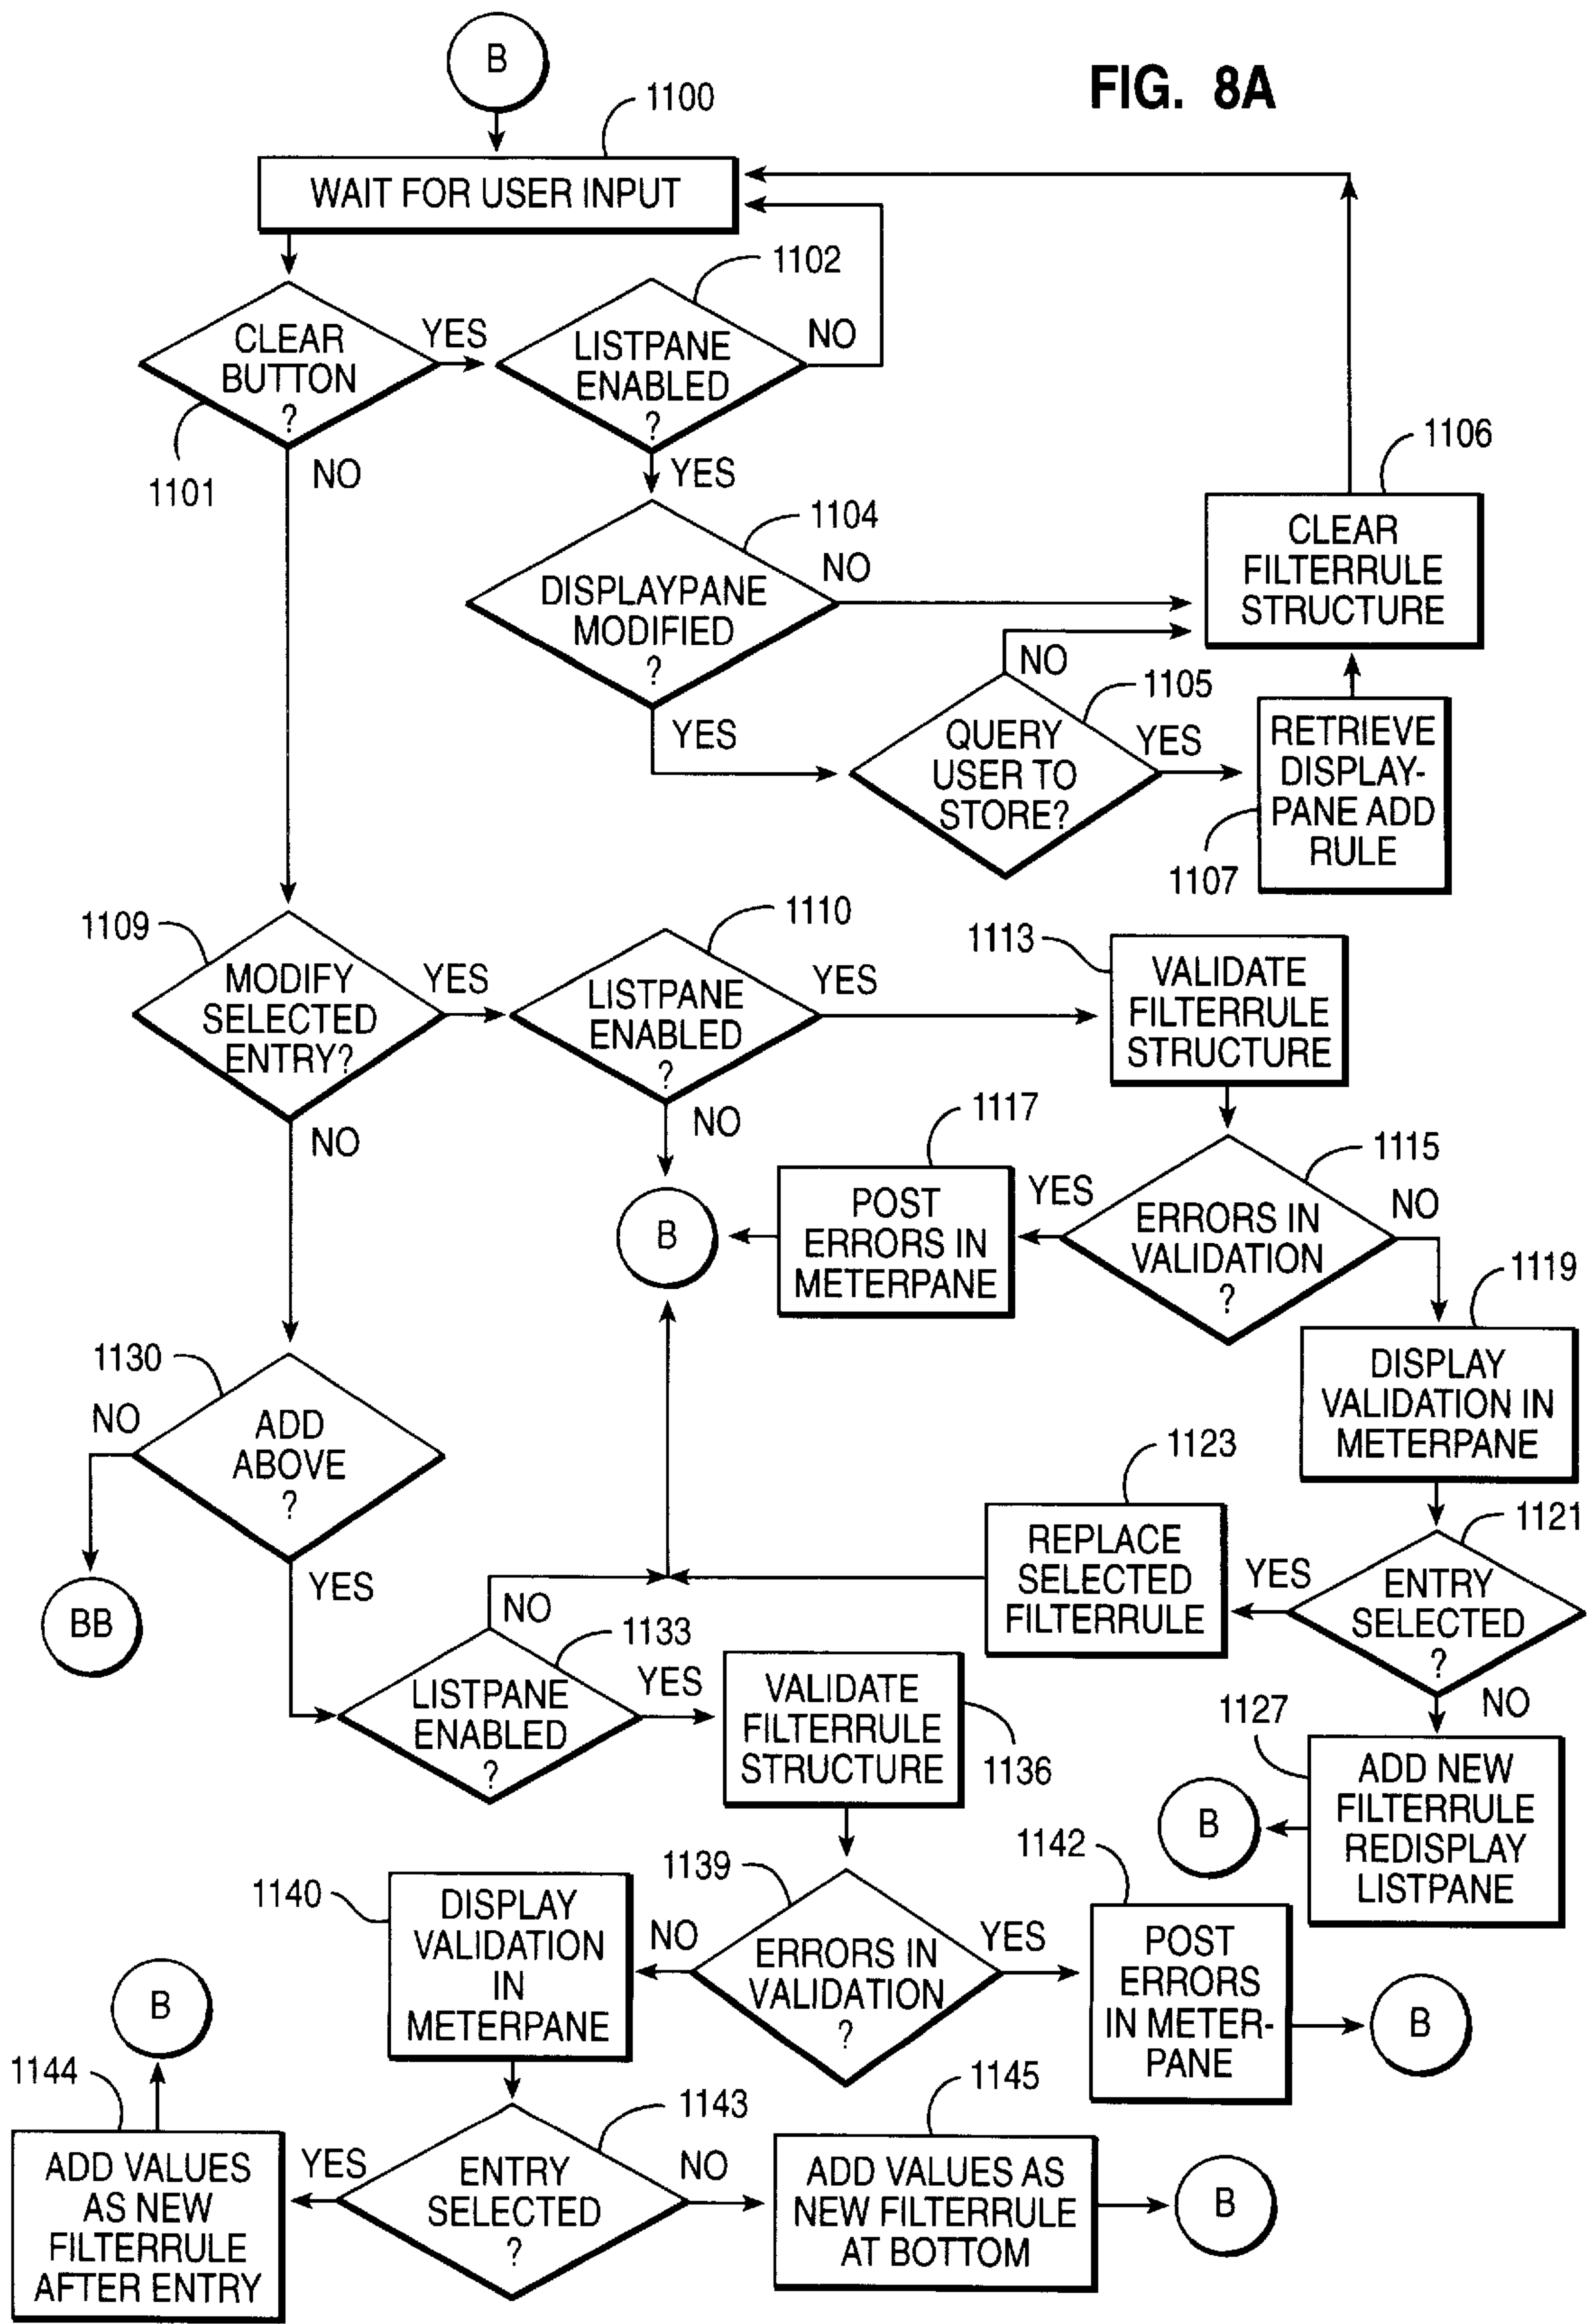 FIG. 8A
B
1100
WAIT FOR USER INPUT
1102
CLEAR
BUTTON
?
1101
YES
NO
LISTPANE
ENABLED
?
NO
YES
1104
DISPLAYPANE
MODIFIED
?
NO
YES
1106
CLEAR
FILTERRULE
STRUCTURE
NO
1105
QUERY
USER TO
STORE?
YES
RETRIEVE
DISPLAY-
PANE ADD
RULE
1107
1109
MODIFY
SELECTED
ENTRY?
YES
NO
1110
LISTPANE
ENABLED
?
YES
NO
1113
VALIDATE
FILTERRULE
STRUCTURE
1115
ERRORS IN
VALIDATION
?
YES
NO
1117
POST
ERRORS IN
METERPANE
B
1119
DISPLAY
VALIDATION IN
METERPANE
1121
ENTRY
SELECTED
?
YES
NO
1123
REPLACE
SELECTED
FILTERRULE
1127
ADD NEW
FILTERRULE
REDISPLAY
LISTPANE
B
1130
ADD
ABOVE
?
NO
YES
BB
1133
LISTPANE
ENABLED
?
NO
YES
VALIDATE
FILTERRULE
STRUCTURE
1136
1139
ERRORS IN
VALIDATION
?
NO
YES
1142
POST
ERRORS
IN METER-
PANE
B
1140
DISPLAY
VALIDATION
IN
METERPANE
1143
ENTRY
SELECTED
?
YES
NO
1144
ADD VALUES
AS NEW
FILTERRULE
AFTER ENTRY
B
1145
ADD VALUES AS
NEW FILTERRULE
AT BOTTOM
B